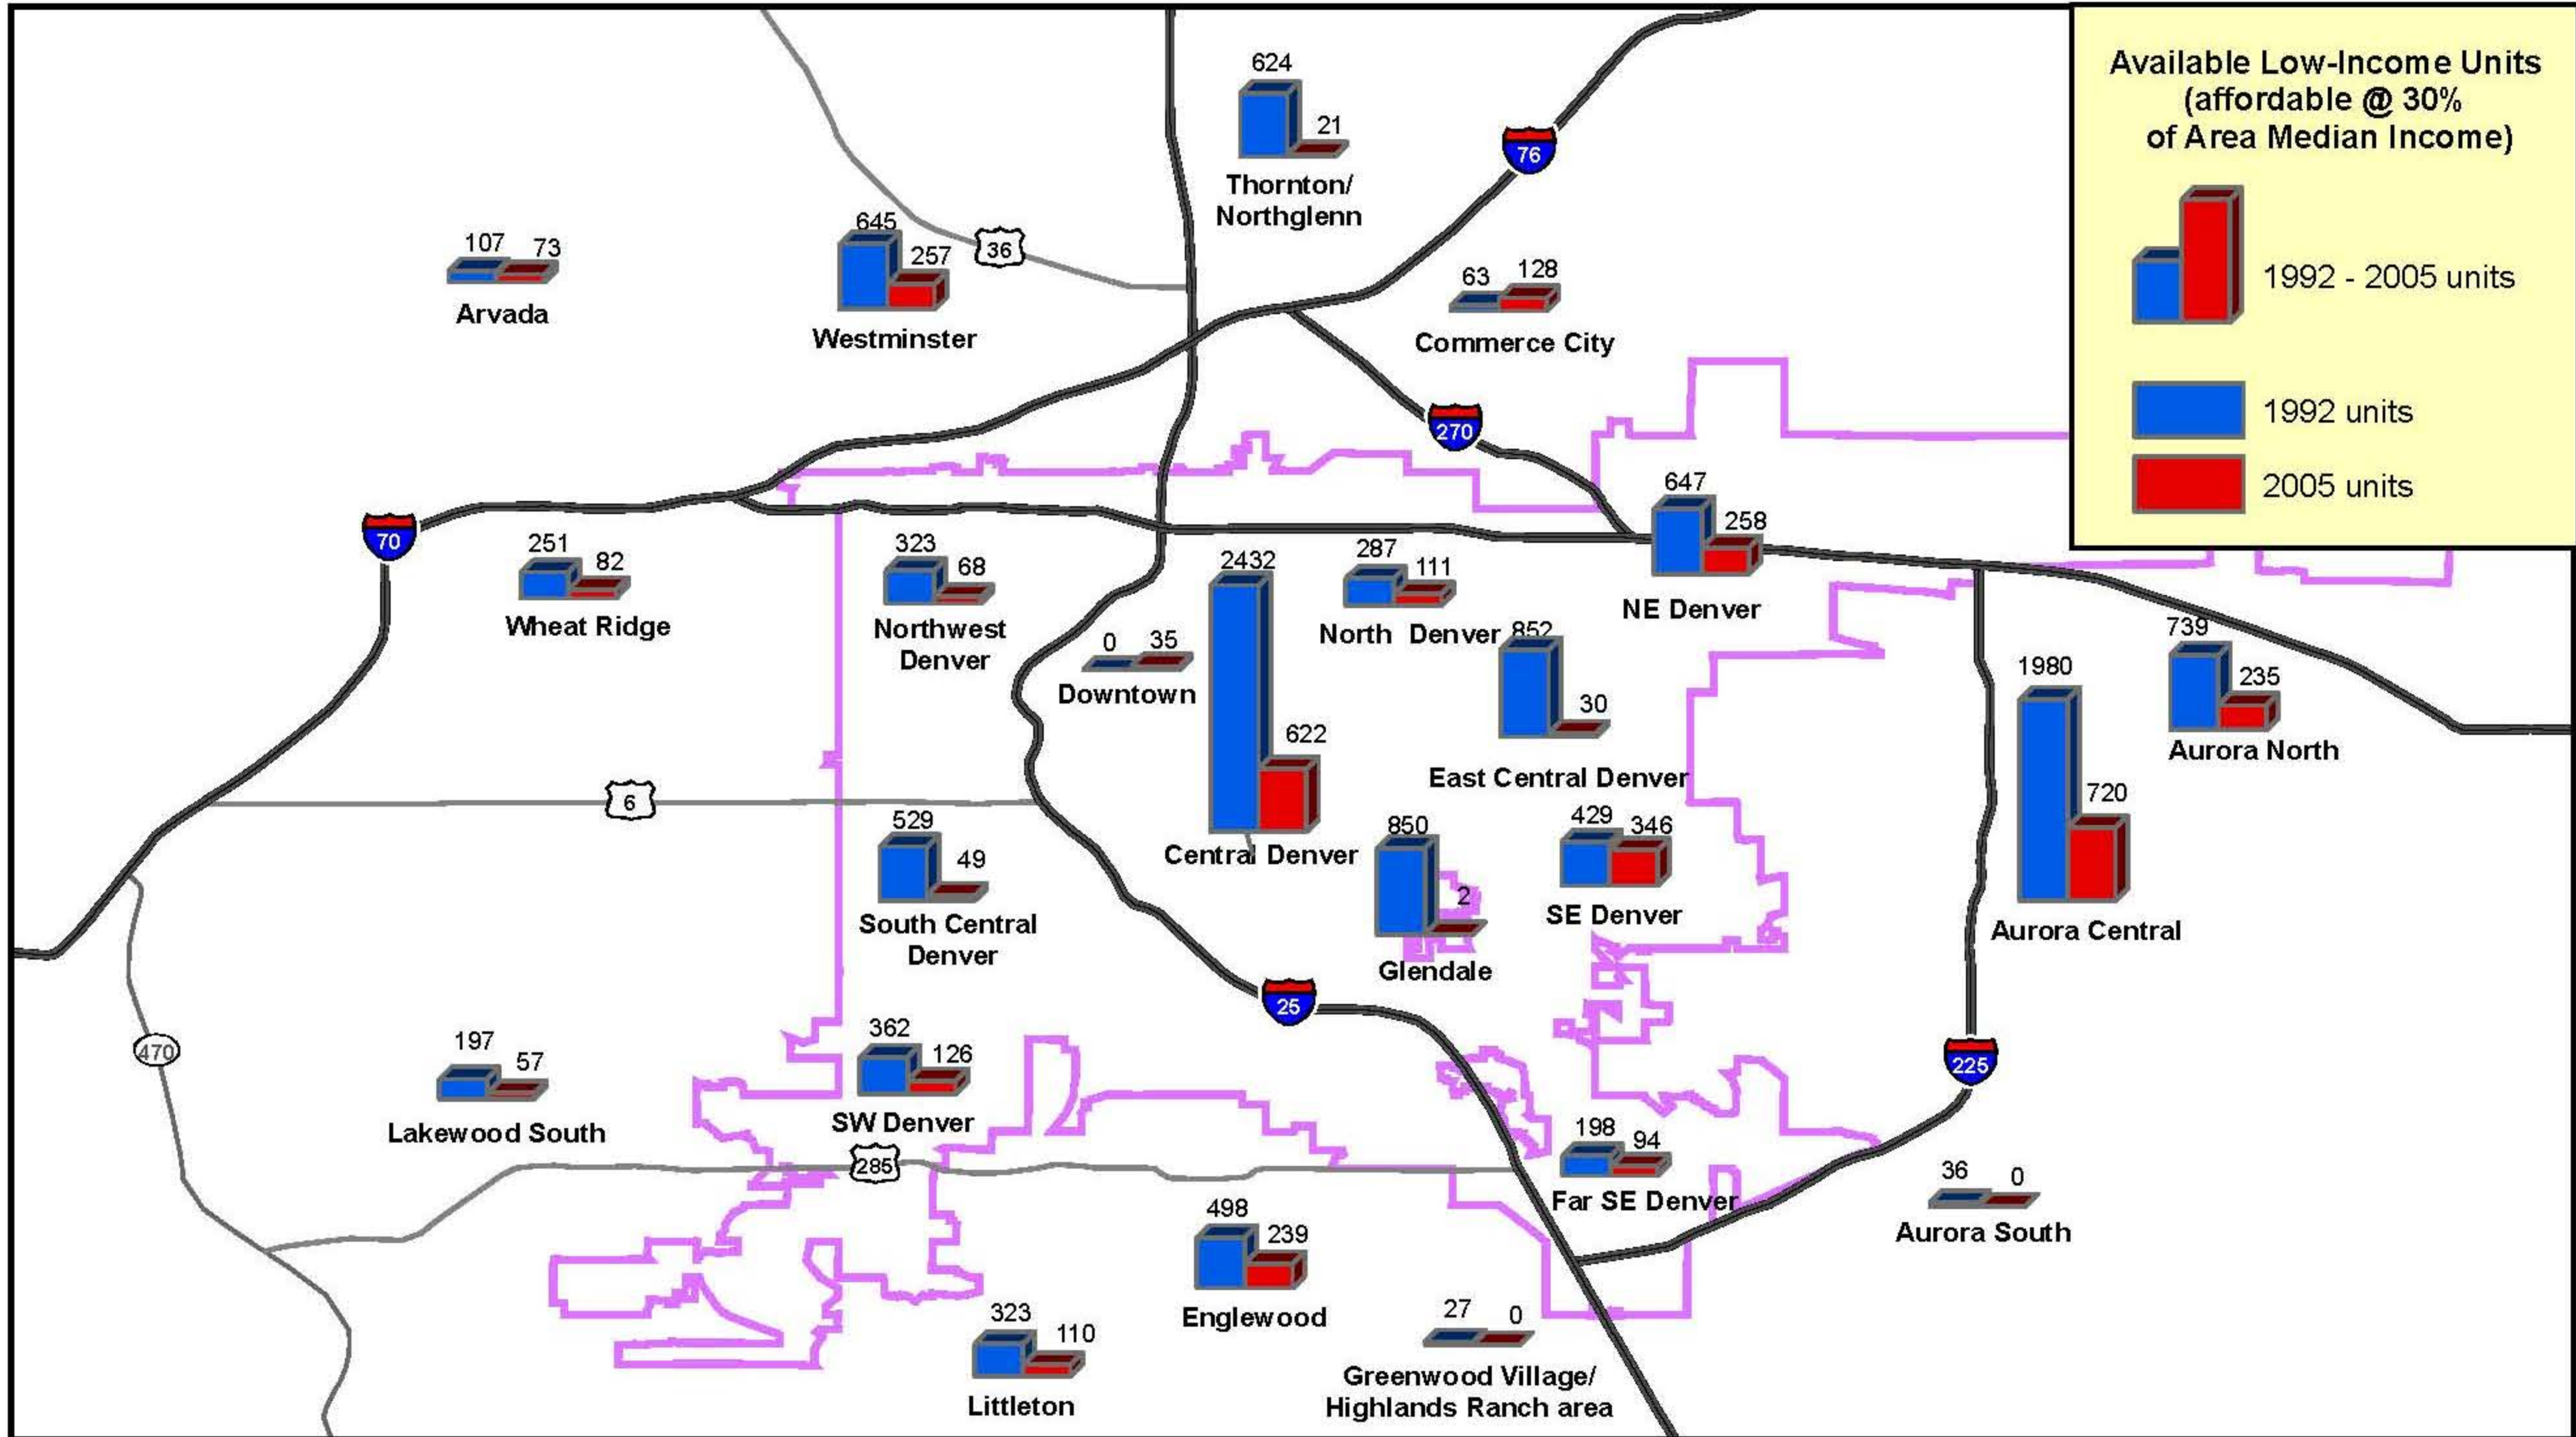 Available Low-Income Units
(affordable @ 30%
of Area Median Income)
1992 - 2005 units
1992 units
2005 units
624
21
Thornton/
Northglenn
76
107
73
Arvada
645
257
Westminster
36
63
128
Commerce City
270
70
251
82
Wheat Ridge
323
68
Northwest
Denver
0
35
Downtown
2432
622
Central Denver
287
111
North Denver
647
258
NE Denver
852
30
East Central Denver
739
235
Aurora North
1980
720
Aurora Central
6
529
49
South Central
Denver
850
2
Glendale
429
346
SE Denver
25
470
197
57
Lakewood South
362
126
SW Denver
285
225
198
94
Far SE Denver
36
0
Aurora South
498
239
Englewood
323
110
Littleton
27
0
Greenwood Village/
Highlands Ranch area